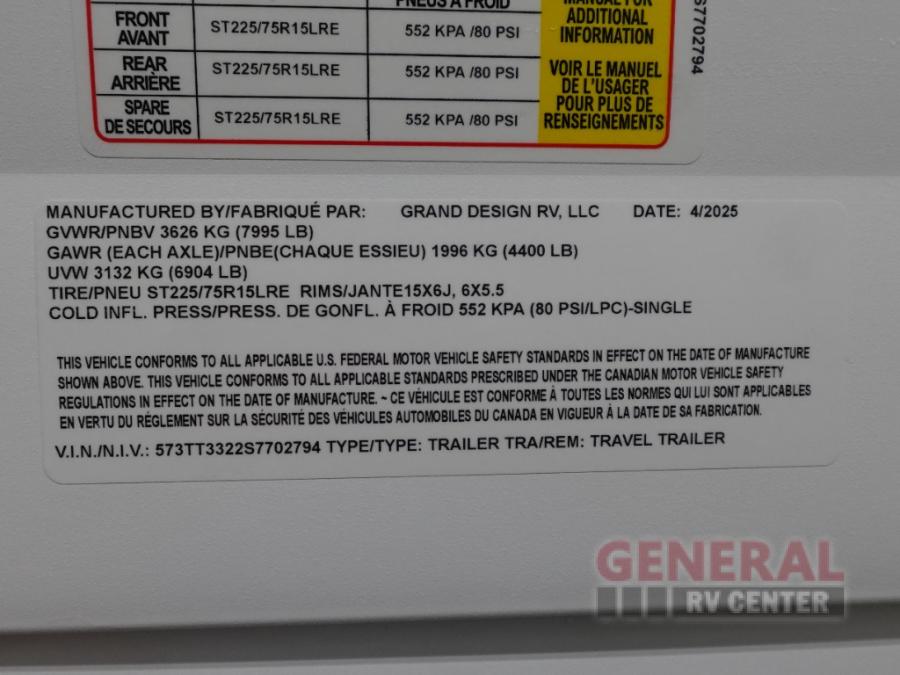 PNEUS À FROID
MANUAL FOR
ADDITIONAL
INFORMATION
FRONT
AVANT
ST225/75R15LRE
552 KPA /80 PSI
REAR
ARRIÈRE
ST225/75R15LRE
552 KPA /80 PSI
SPARE
DE SECOURS
ST225/75R15LRE
552 KPA /80 PSI
VOIR LE MANUEL
DE L'USAGER
POUR PLUS DE
RENSEIGNEMENTS
S7702794
MANUFACTURED BY/FABRIQUÉ PAR: GRAND DESIGN RV, LLC DATE: 4/2025
GVWR/PNBV 3626 KG (7995 LB)
GAWR (EACH AXLE)/PNBE(CHAQUE ESSIEU) 1996 KG (4400 LB)
UVW 3132 KG (6904 LB)
TIRE/PNEU ST225/75R15LRE RIMS/JANTE15X6J, 6X5.5
COLD INFL. PRESS/PRESS. DE GONFL. À FROID 552 KPA (80 PSI/LPC)-SINGLE
THIS VEHICLE CONFORMS TO ALL APPLICABLE U.S. FEDERAL MOTOR VEHICLE SAFETY STANDARDS IN EFFECT ON THE DATE OF MANUFACTURE
SHOWN ABOVE. THIS VEHICLE CONFORMS TO ALL APPLICABLE STANDARDS PRESCRIBED UNDER THE CANADIAN MOTOR VEHICLE SAFETY
REGULATIONS IN EFFECT ON THE DATE OF MANUFACTURE. ~ CE VÉHICULE EST CONFORME À TOUTES LES NORMES QUI LUI SONT APPLICABLES
EN VERTU DU RÉGLEMENT SUR LA SÉCURITÉ DES VÉHICULES AUTOMOBILES DU CANADA EN VIGUEUR À LA DATE DE SA FABRICATION.
V.I.N./N.I.V.: 573TT3322S7702794 TYPE/TYPE: TRAILER TRA/REM: TRAVEL TRAILER
GENERAL
RV CENTER